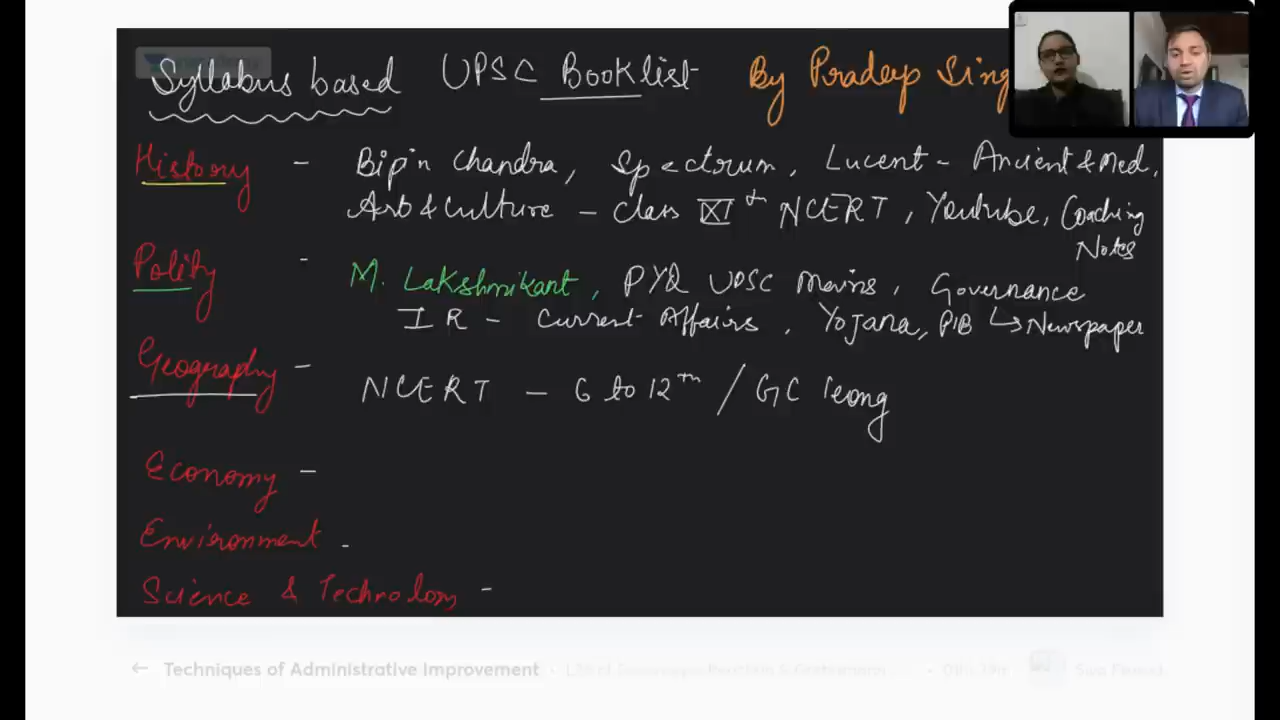 Syllabus based UPSC Booklist By Pradeep Sing
History - Bipin Chandra, Spectrum, Lucent - Ancient & Med,
Art & Culture - Class XI th NCERT, Youtube, Coaching
Notes
Polity - M. Lakshmikant, PYQ UPSC Mains, Governance
IR - Current Affairs, Yojana, PIB ↳ Newspaper
Geography - NCERT - 6 to 12th / GC leong
Economy -
Environment -
Science & Technology -
← Techniques of Administrative Improvement